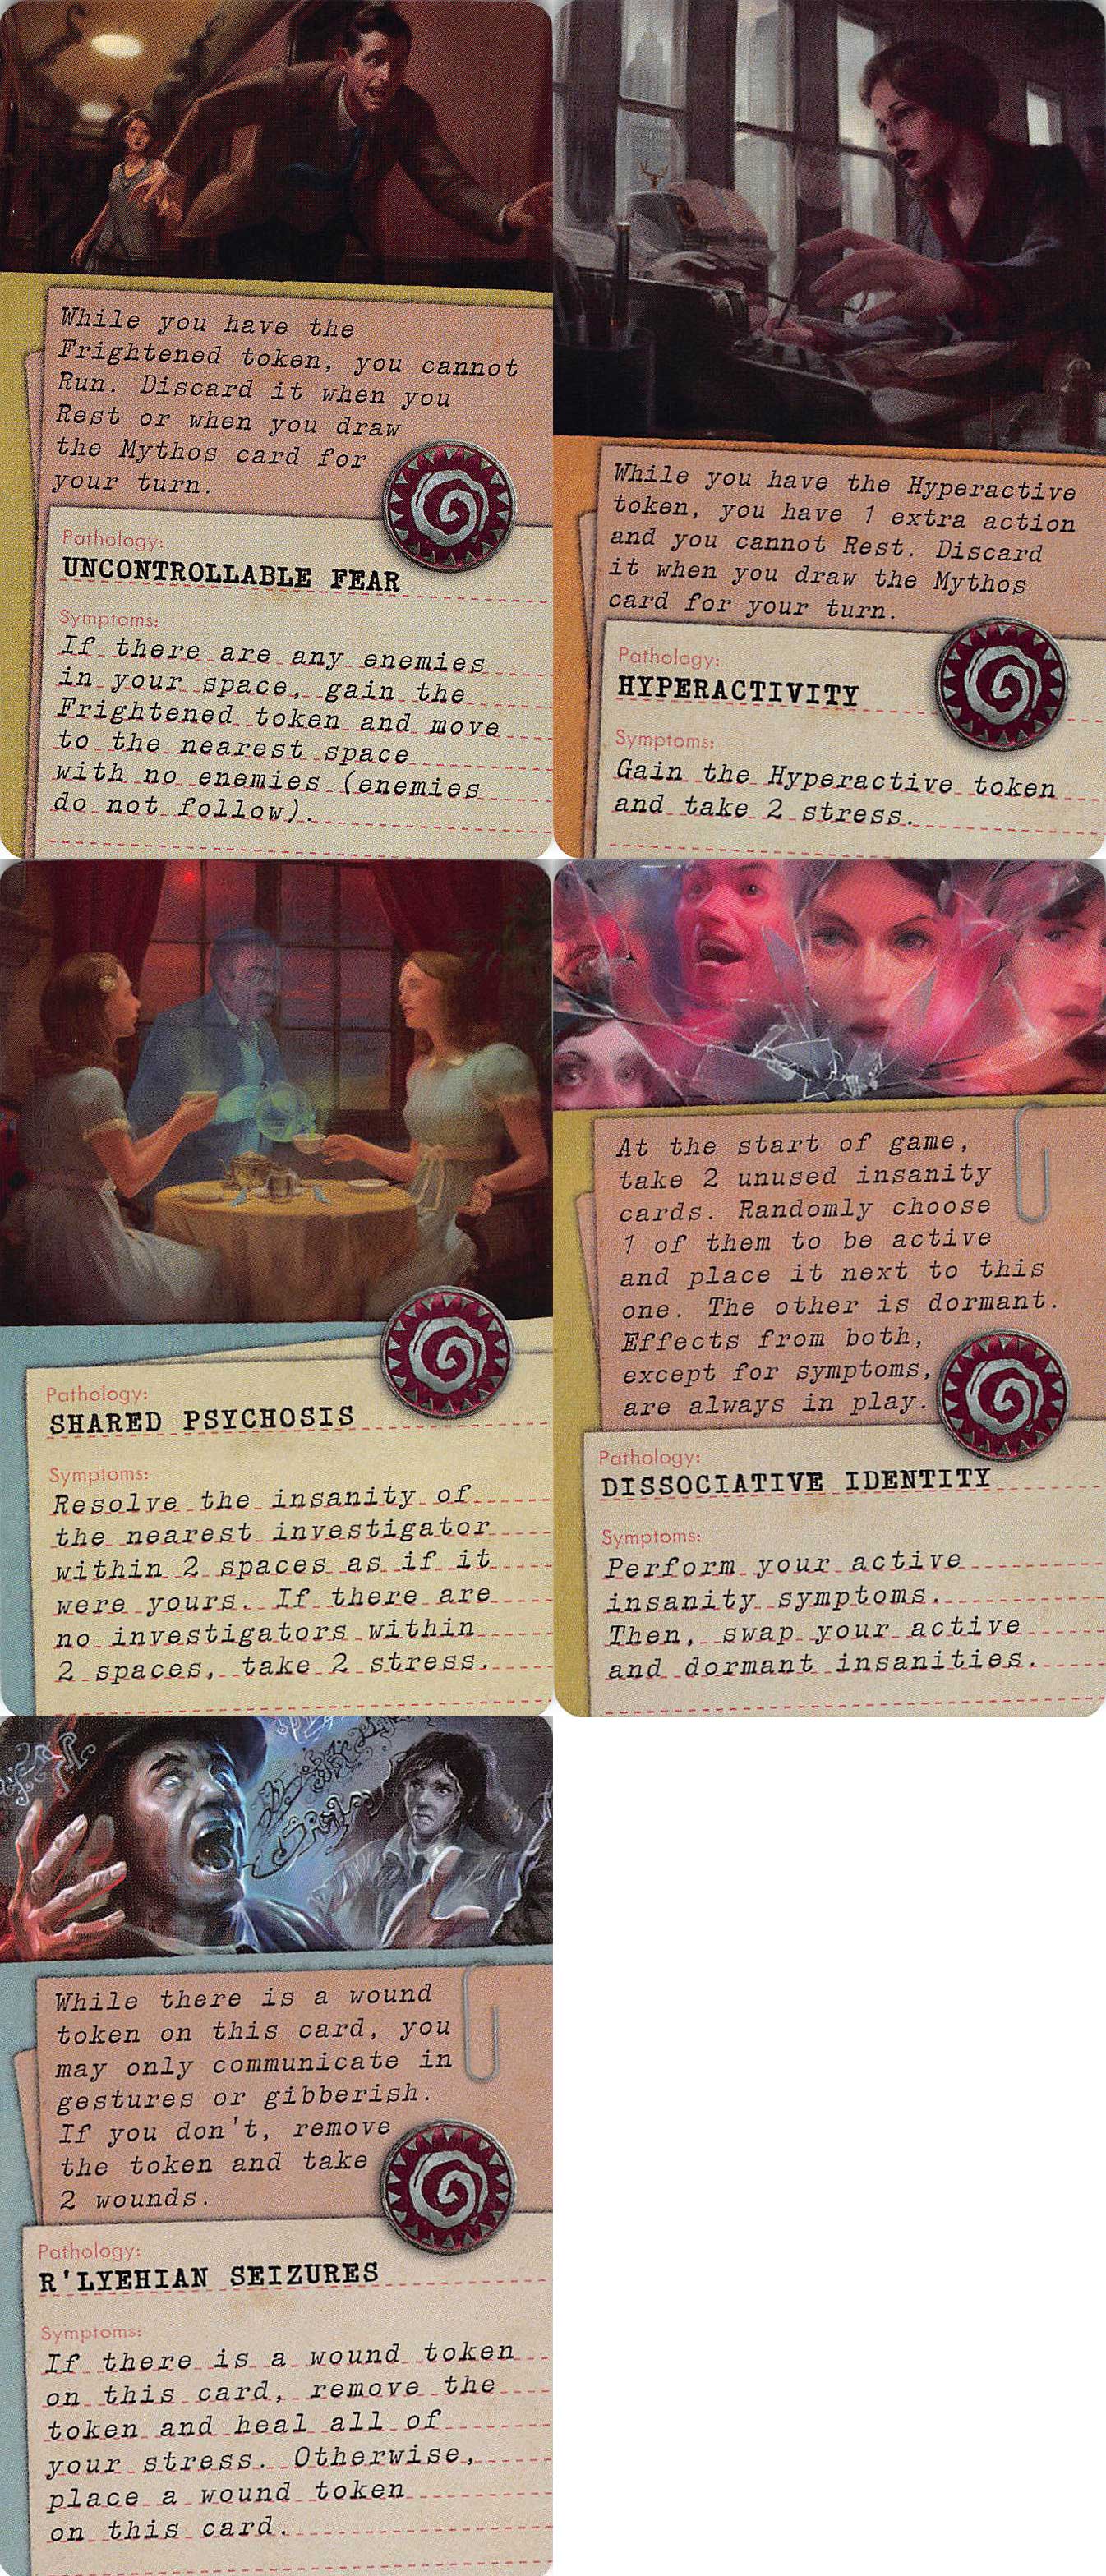 While you have the
Frightened token, you cannot
Run. Discard it when you
Rest or when you draw
the Mythos card for
your turn.
Pathology:
UNCONTROLLABLE FEAR
Symptoms:
If there are any enemies
in your space, gain the
Frightened token and move
to the nearest space
with no enemies (enemies
do not follow).
While you have the Hyperactive
token, you have 1 extra action
and you cannot Rest. Discard
it when you draw the Mythos
card for your turn.
Pathology:
HYPERACTIVITY
Symptoms:
Gain the Hyperactive token
and take 2 stress.
Pathology:
SHARED PSYCHOSIS
Symptoms:
Resolve the insanity of
the nearest investigator
within 2 spaces as if it
were yours. If there are
no investigators within
2 spaces, take 2 stress.
At the start of game,
take 2 unused insanity
cards. Randomly choose
1 of them to be active
and place it next to this
one. The other is dormant.
Effects from both,
except for symptoms,
are always in play.
Pathology:
DISSOCIATIVE IDENTITY
Symptoms:
Perform your active
insanity symptoms.
Then, swap your active
and dormant insanities.
While there is a wound
token on this card, you
may only communicate in
gestures or gibberish.
If you don't, remove
the token and take
2 wounds.
Pathology:
R'LYEHIAN SEIZURES
Symptoms:
If there is a wound token
on this card, remove the
token and heal all of
your stress. Otherwise,
place a wound token
on this card.